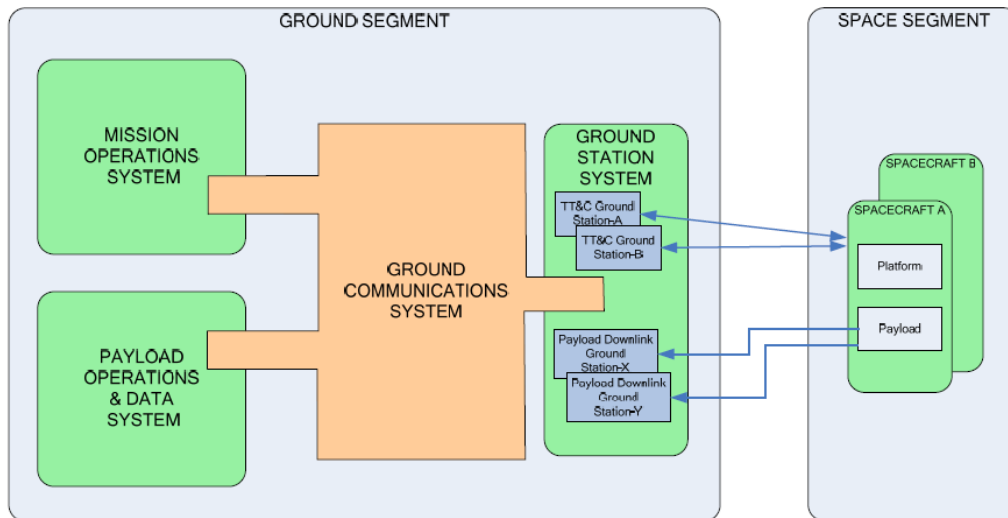 GROUND SEGMENT
MISSION
OPERATIONS
SYSTEM
PAYLOAD
OPERATIONS
& DATA
SYSTEM
GROUND
COMMUNICATIONS
SYSTEM
GROUND
STATION
SYSTEM
TT&C Ground
Station-A
TT&C Ground
Station-B
Payload Downlink
Ground
Station-X
Payload Downlink
Ground
Station-Y
SPACE SEGMENT
SPACECRAFT B
SPACECRAFT A
Platform
Payload